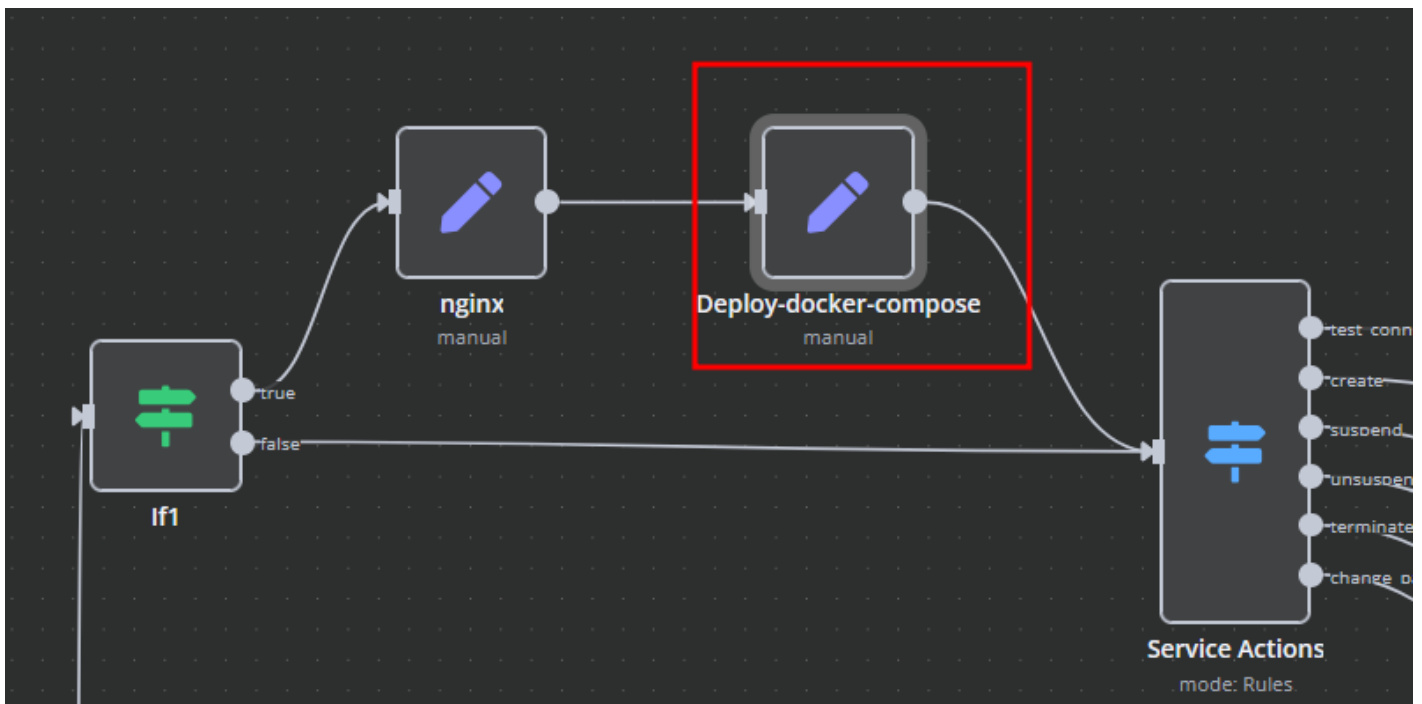 nginx
manual
Deploy-docker-compose
manual
If1
true
false
test conn
create
suspend
unsuspen
terminate
change p
Service Actions
mode: Rules